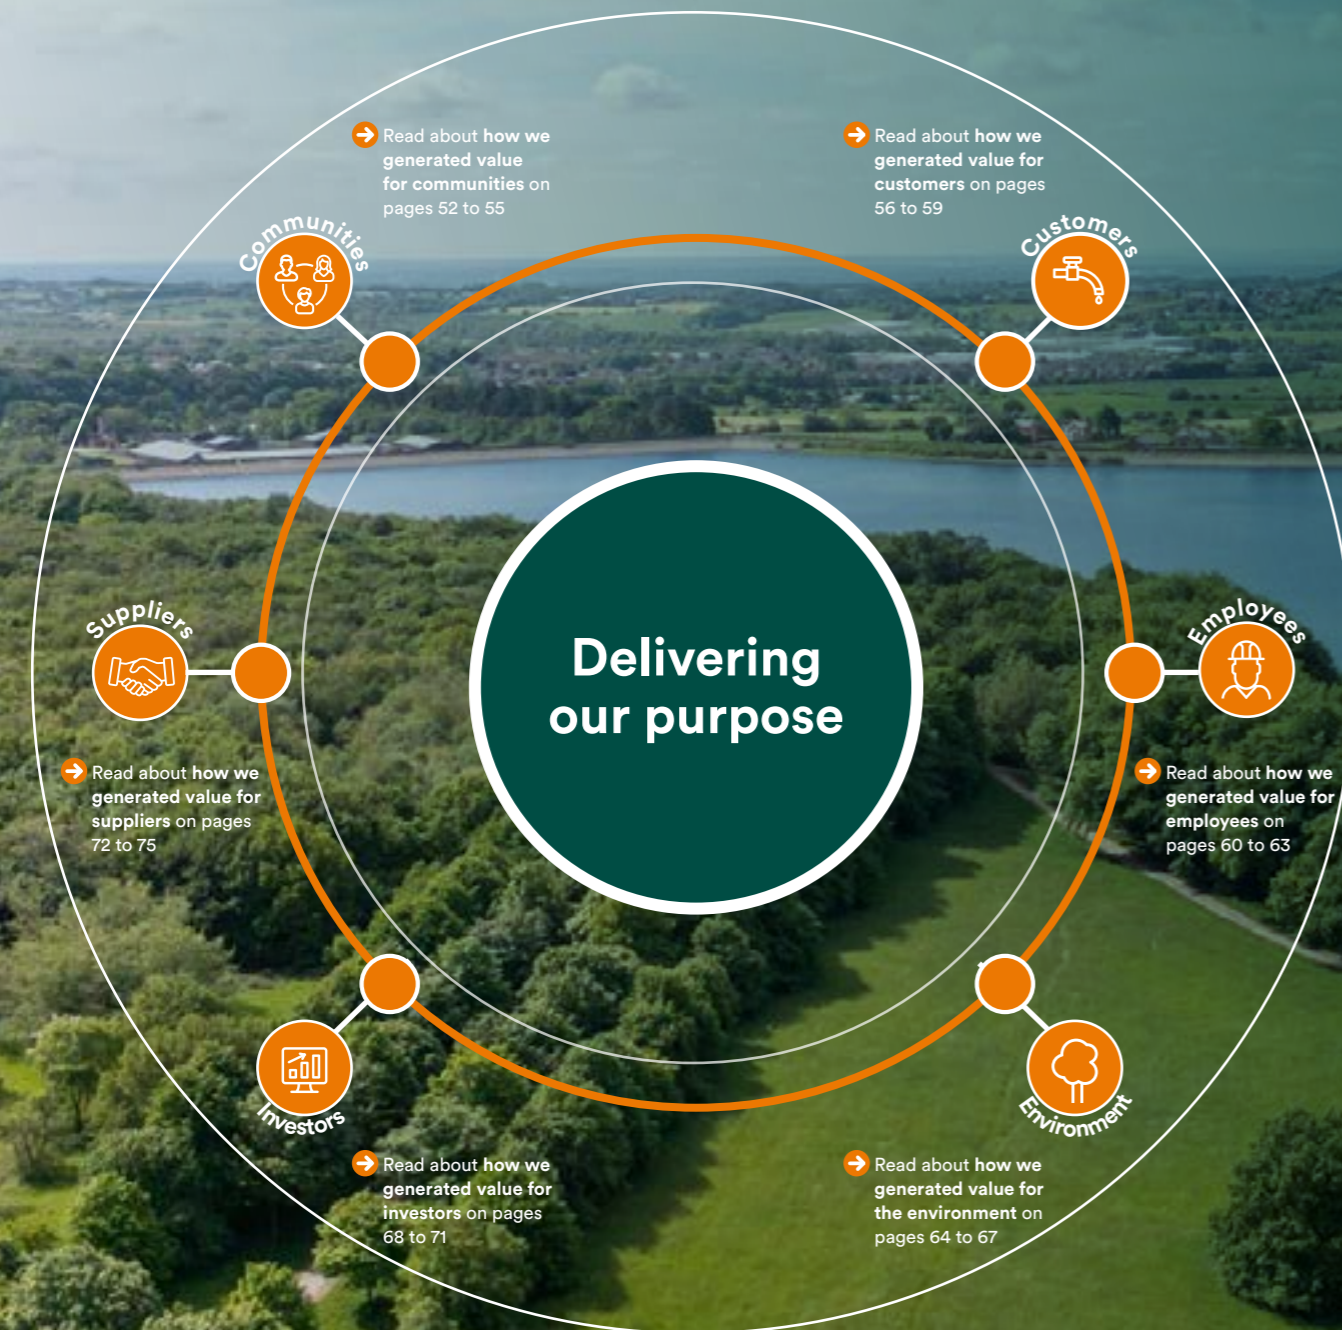 Read about how we
generated value
for communities on
pages 52 to 55
Communities
Read about how we
generated value for
customers on pages
56 to 59
Customers
Delivering
our purpose
Suppliers
Read about how we
generated value for
suppliers on pages
72 to 75
Employees
Read about how we
generated value for
employees on
pages 60 to 63
Investors
Read about how we
generated value for
investors on pages
68 to 71
Environment
Read about how we
generated value for
the environment on
pages 64 to 67